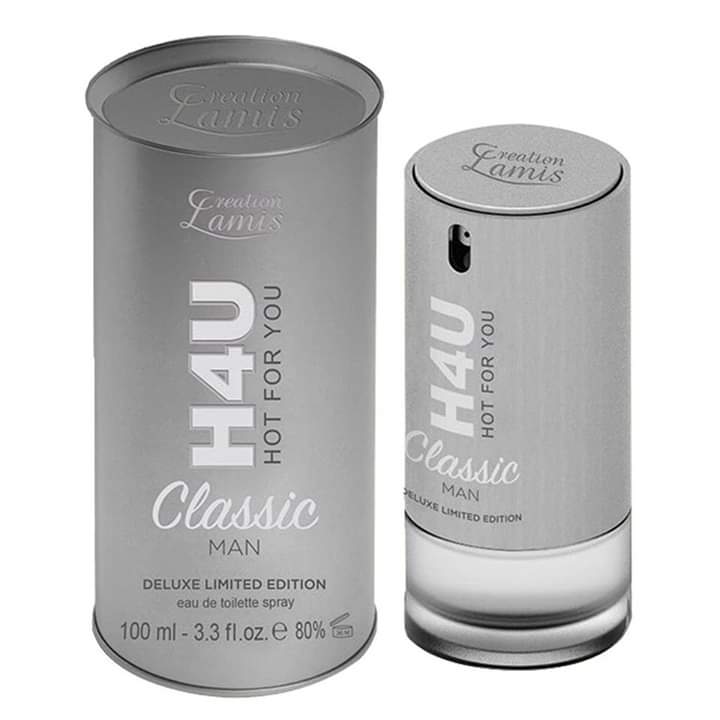 Creation
Lamis
Creation
Lamis
H4U
HOT FOR YOU
Classic
MAN
DELUXE LIMITED EDITION
eau de toilette spray
100 ml - 3.3 fl.oz. e 80%
Creation
Lamis
H4U
HOT FOR YOU
Classic
MAN
DELUXE LIMITED EDITION